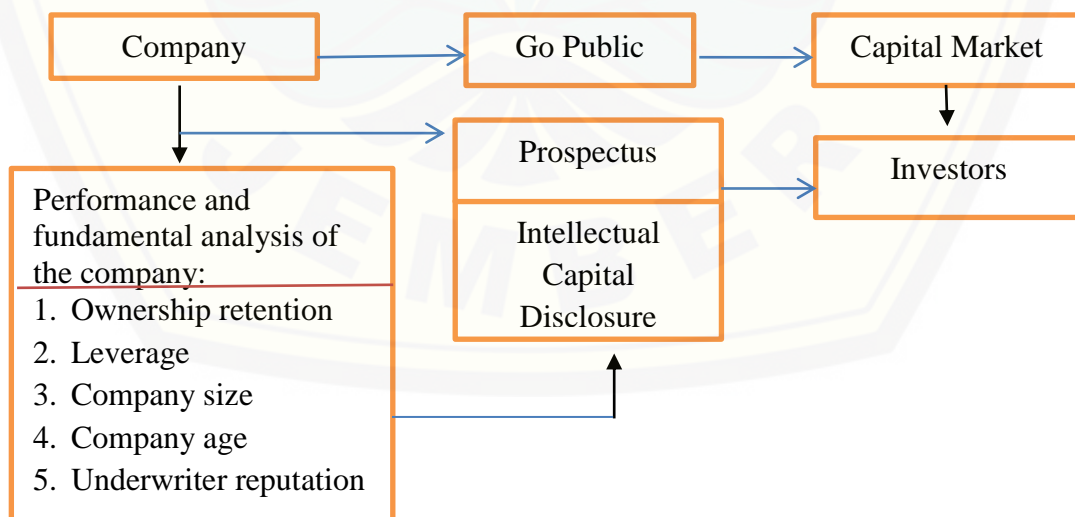 Company
Go Public
Capital Market
Prospectus
Investors
Performance and
fundamental analysis of
the company:
1. Ownership retention
2. Leverage
3. Company size
4. Company age
5. Underwriter reputation
Intellectual
Capital
Disclosure
JEMBER